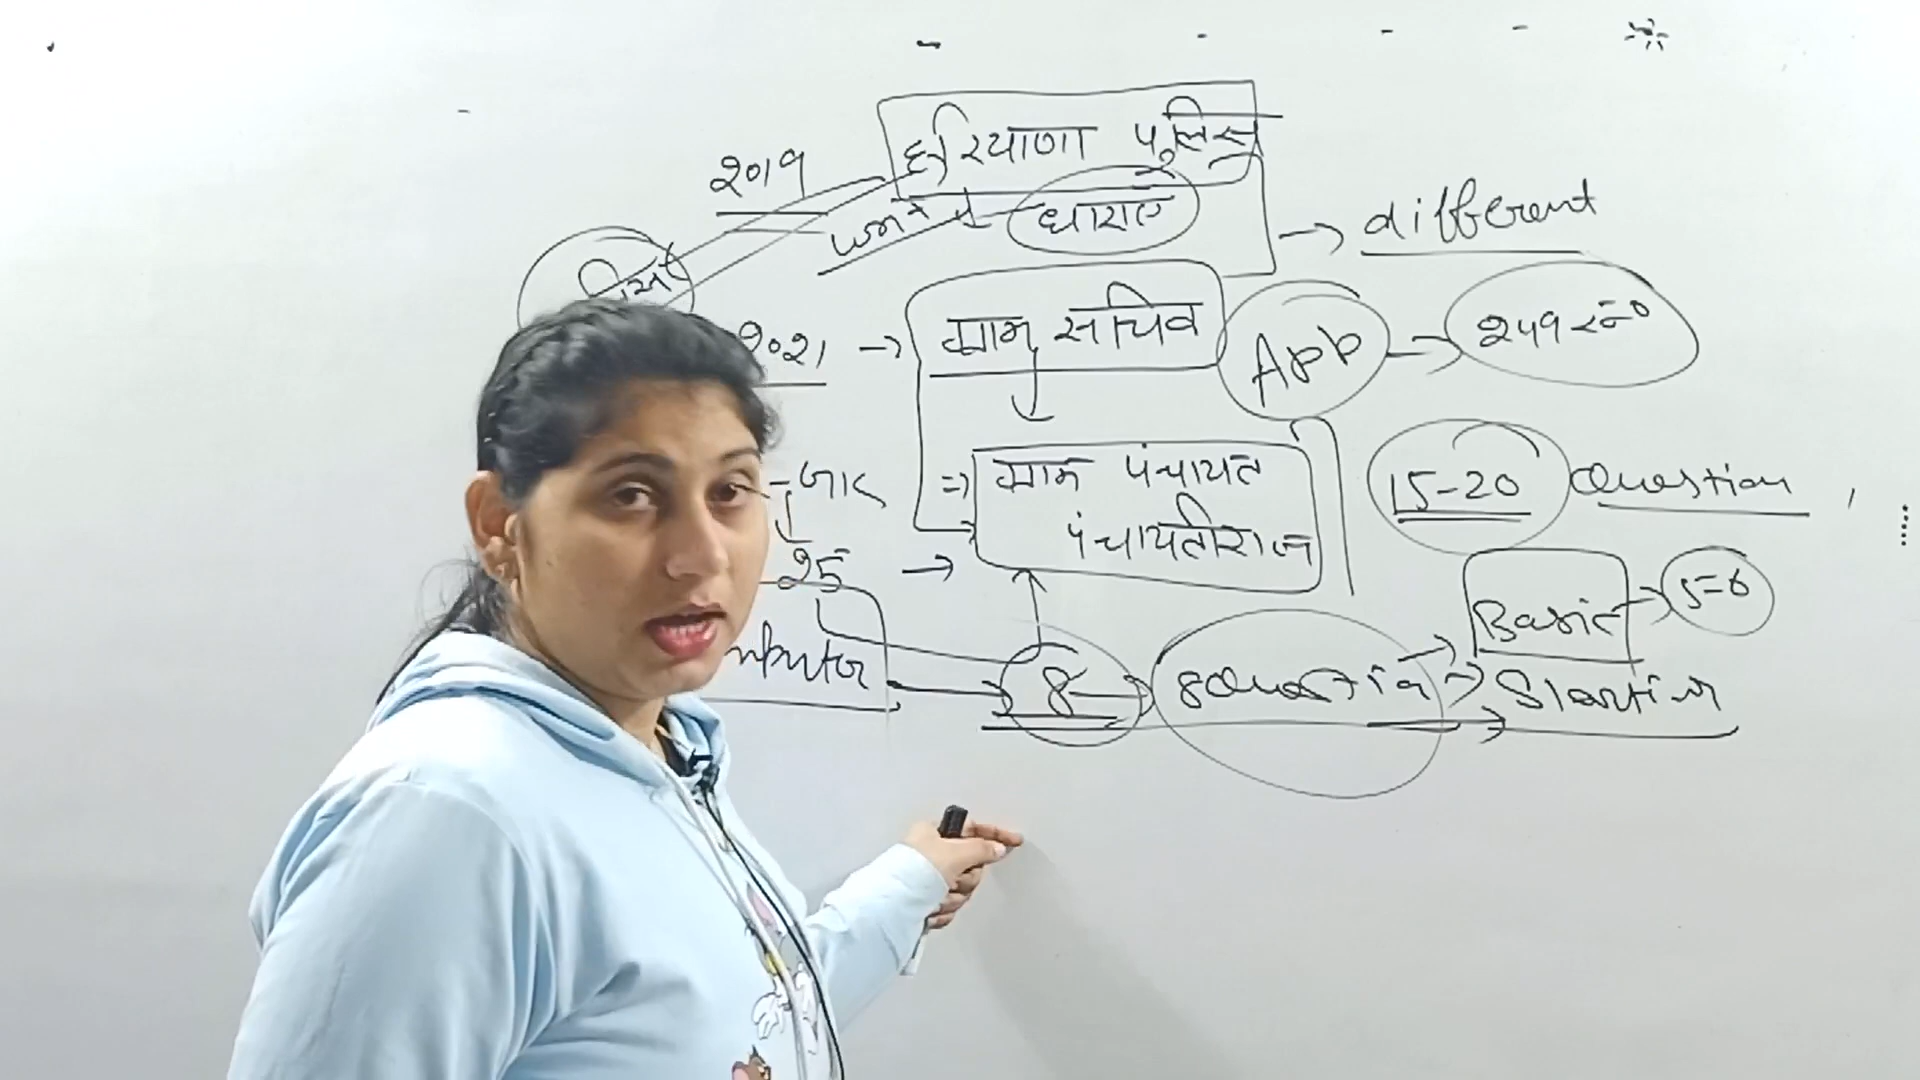 हरियाणा पुलिस
2019
धाराए
different
2021 → ग्राम सचिव
App → 249 रु०
ग्राम पंचायत
पंचायतीराज
15-20 Question
25 →
Basic → 5-6
8 → 8 Question → Starting